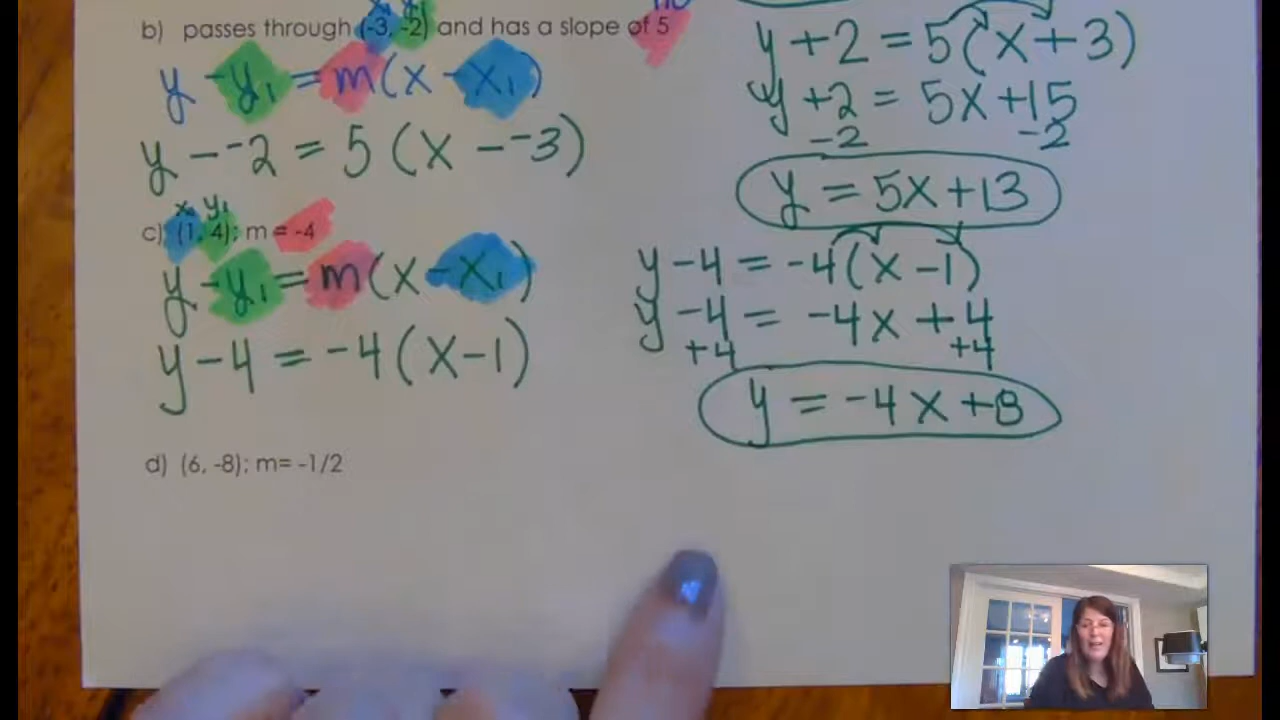 b) passes through (-3, -2) and has a slope of 5
y - y₁ = m(x - x₁)
y - -2 = 5(x - -3)
y + 2 = 5(x + 3)
y + 2 = 5x + 15
-2 -2
y = 5x + 13
x₁ y₁
c) (1, 4); m = -4
y - y₁ = m(x - x₁)
y - 4 = -4(x - 1)
y - 4 = -4(x - 1)
y - 4 = -4x + 4
+4 +4
y = -4x + 8
d) (6, -8); m= -1/2